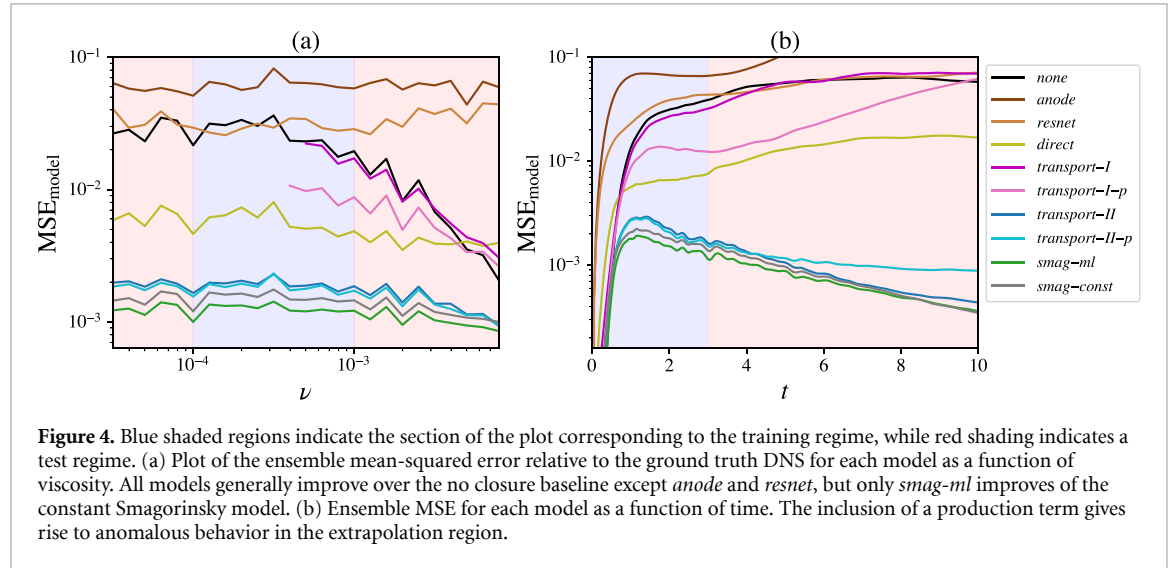 (a)
(b)
10⁻¹
10⁻²
10⁻³
MSEmodel
10⁻⁴
10⁻³
ν
10⁻¹
10⁻²
10⁻³
MSEmodel
0
2
4
6
8
10
t
none
anode
resnet
direct
transport–I
transport–I–p
transport–II
transport–II–p
smag–ml
smag–const
Figure 4. Blue shaded regions indicate the section of the plot corresponding to the training regime, while red shading indicates a
test regime. (a) Plot of the ensemble mean-squared error relative to the ground truth DNS for each model as a function of
viscosity. All models generally improve over the no closure baseline except anode and resnet, but only smag-ml improves of the
constant Smagorinsky model. (b) Ensemble MSE for each model as a function of time. The inclusion of a production term gives
rise to anomalous behavior in the extrapolation region.